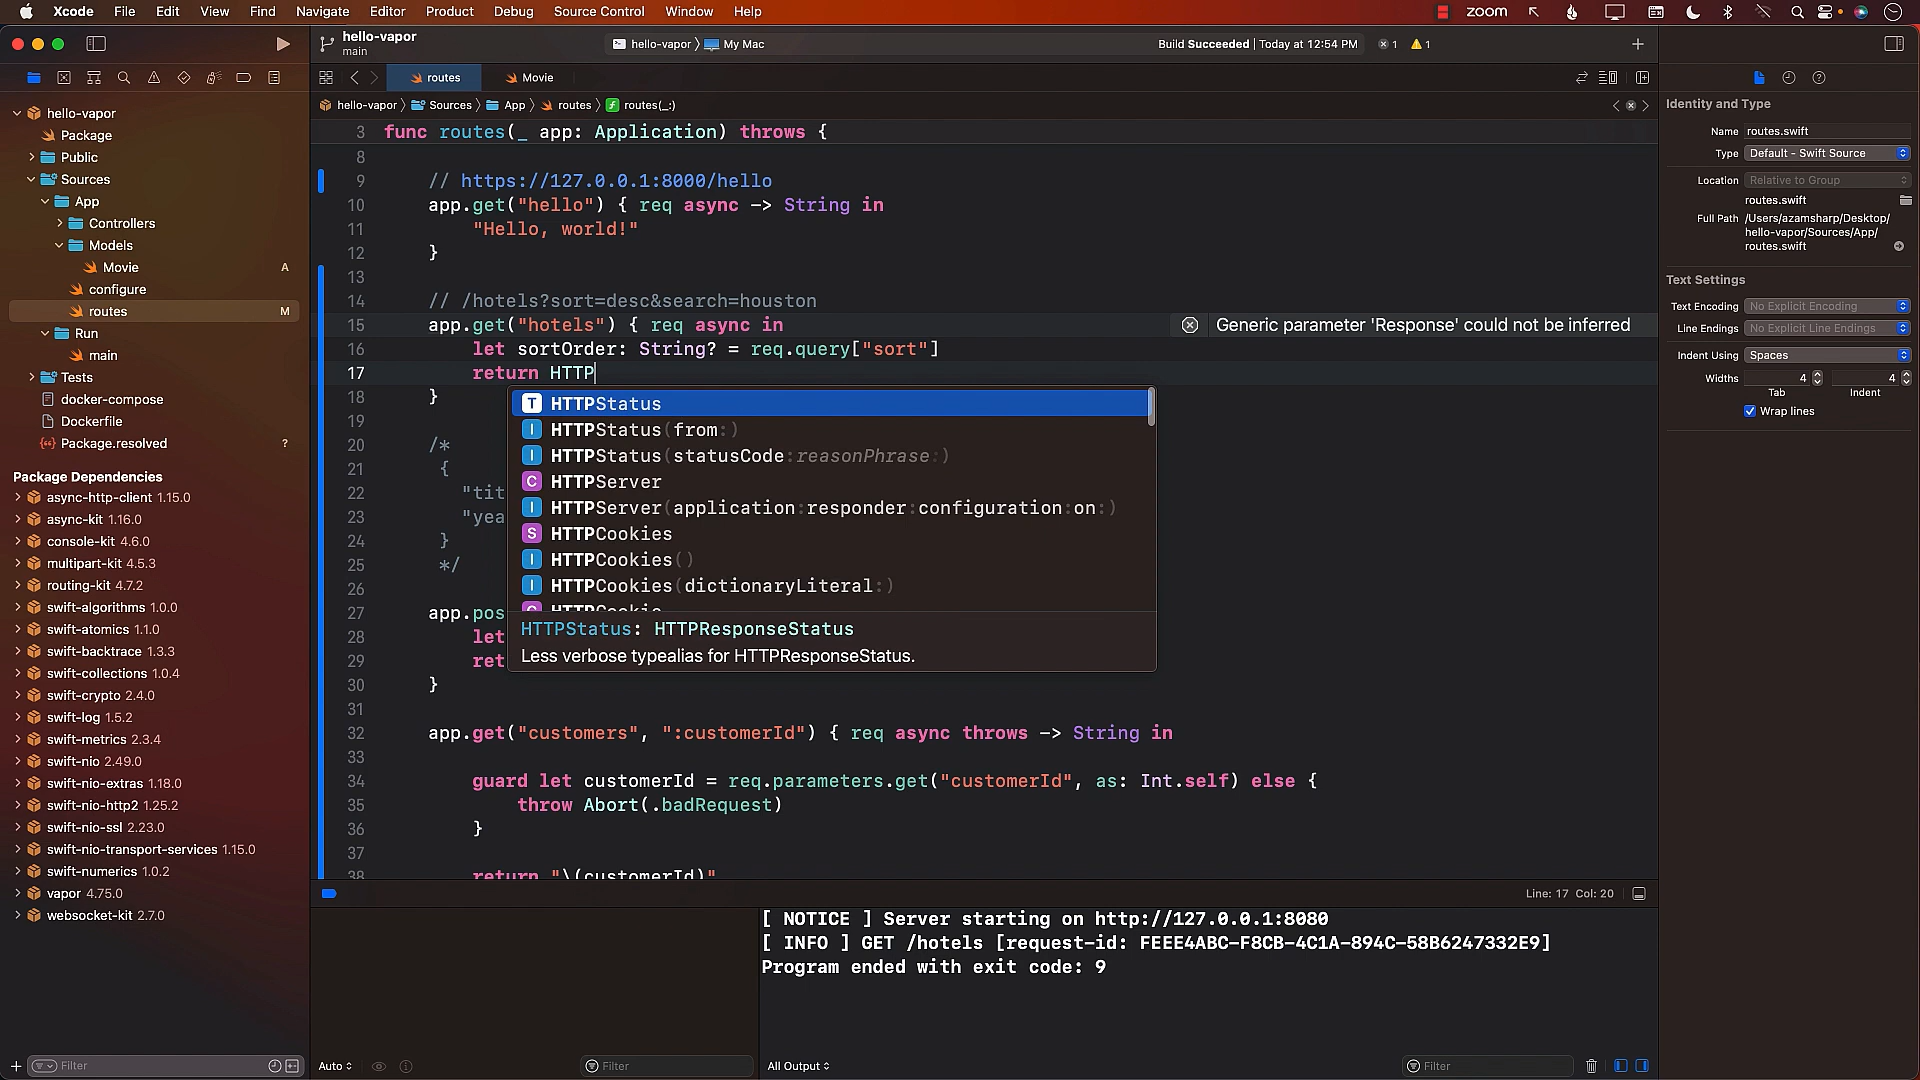 Xcode File Edit View Find Navigate Editor Product Debug Source Control Window Help zoom
hello-vapor
main
hello-vapor My Mac
Build Succeeded | Today at 12:54 PM 1 1
routes Movie
hello-vapor Sources App routes routes(_:)
hello-vapor
Package
Public
Sources
App
Controllers
Models
Movie A
configure
routes M
Run
main
Tests
docker-compose
Dockerfile
Package.resolved ?
Package Dependencies
async-http-client 1.15.0
async-kit 1.16.0
console-kit 4.6.0
multipart-kit 4.5.3
routing-kit 4.7.2
swift-algorithms 1.0.0
swift-atomics 1.1.0
swift-backtrace 1.3.3
swift-collections 1.0.4
swift-crypto 2.4.0
swift-log 1.5.2
swift-metrics 2.3.4
swift-nio 2.49.0
swift-nio-extras 1.18.0
swift-nio-http2 1.25.2
swift-nio-ssl 2.23.0
swift-nio-transport-services 1.15.0
swift-numerics 1.0.2
vapor 4.75.0
websocket-kit 2.7.0
Filter
3 func routes(_ app: Application) throws {
8
9 // https://127.0.0.1:8000/hello
10 app.get("hello") { req async -> String in
11 "Hello, world!"
12 }
13
14 // /hotels?sort=desc&search=houston
15 app.get("hotels") { req async in
Generic parameter 'Response' could not be inferred
16 let sortOrder: String? = req.query["sort"]
17 return HTTP
18 }
19
20 /*
21 {
22 "tit
23 "yea
24 }
25 */
26
27 app.pos
28 let
29 ret
30 }
31
32 app.get("customers", ":customerId") { req async throws -> String in
33
34 guard let customerId = req.parameters.get("customerId", as: Int.self) else {
35 throw Abort(.badRequest)
36 }
37
38 return "\(customerId)"
T HTTPStatus
I HTTPStatus(from:)
I HTTPStatus(statusCode:reasonPhrase:)
C HTTPServer
I HTTPServer(application:responder:configuration:on:)
S HTTPCookies
I HTTPCookies()
I HTTPCookies(dictionaryLiteral:)
HTTPCookie
HTTPStatus: HTTPResponseStatus
Less verbose typealias for HTTPResponseStatus.
Line: 17 Col: 20
[ NOTICE ] Server starting on http://127.0.0.1:8080
[ INFO ] GET /hotels [request-id: FEEE4ABC-F8CB-4C1A-894C-58B6247332E9]
Program ended with exit code: 9
Auto Filter
All Output Filter
Identity and Type
Name routes.swift
Type Default - Swift Source
Location Relative to Group
routes.swift
Full Path /Users/azamsharp/Desktop/
hello-vapor/Sources/App/
routes.swift
Text Settings
Text Encoding No Explicit Encoding
Line Endings No Explicit Line Endings
Indent Using Spaces
Widths 4 4
Tab Indent
Wrap lines